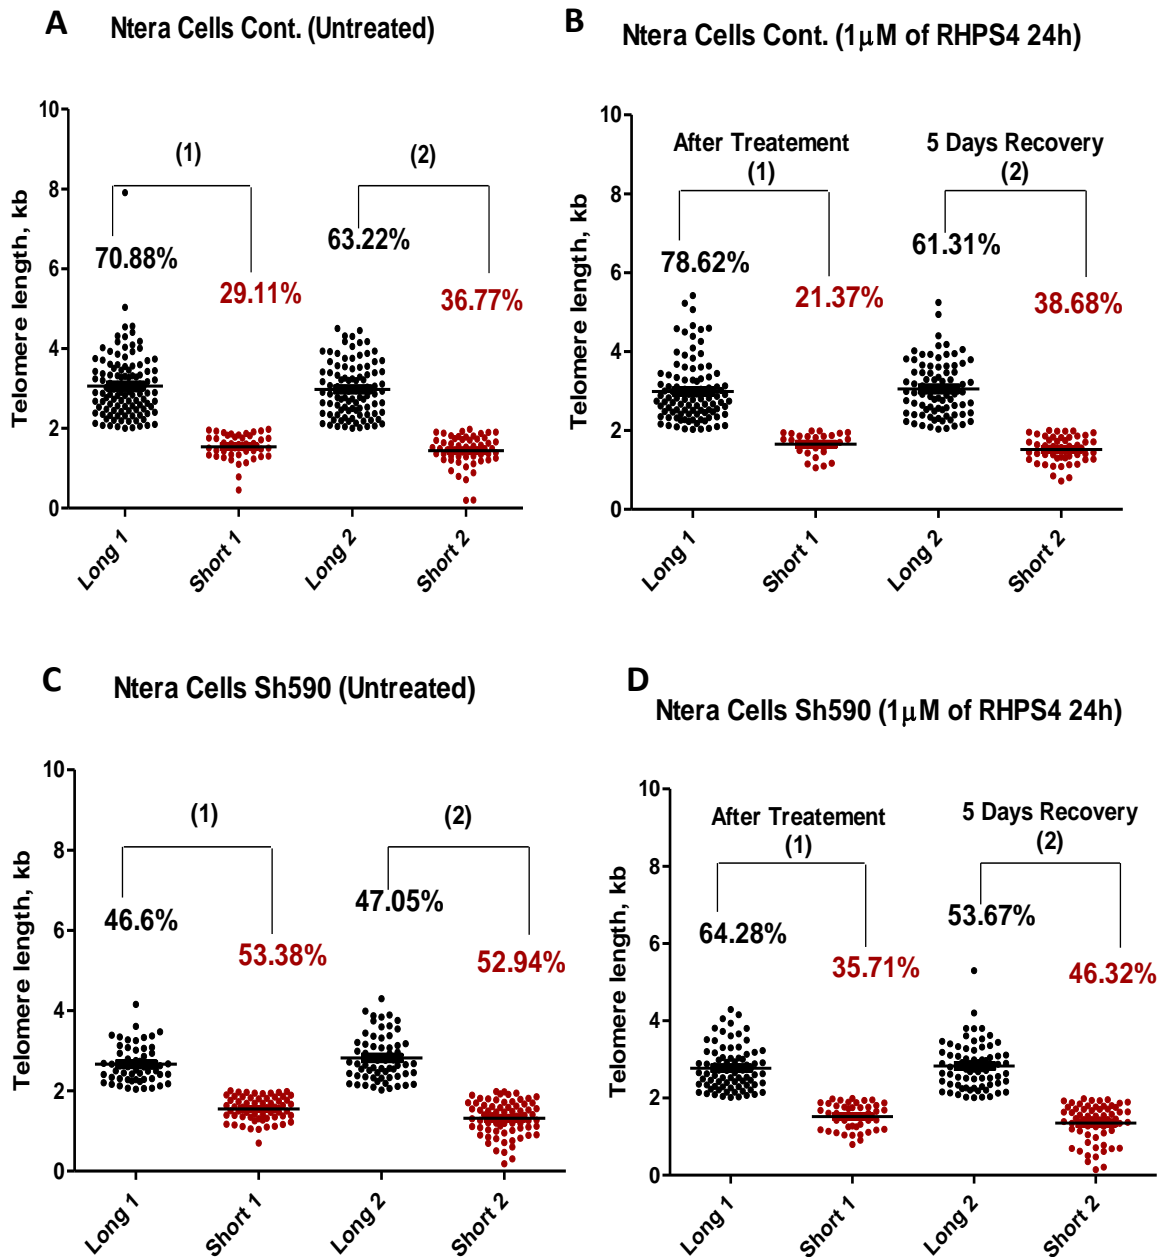 A
Ntera Cells Cont. (Untreated)
Telomere length, kb
10
8
6
4
2
0
(1)
(2)
70.88%
29.11%
63.22%
36.77%
Long 1
Short 1
Long 2
Short 2
B
Ntera Cells Cont. (1μM of RHPS4 24h)
Telomere length, kb
10
8
6
4
2
0
After Treatement
(1)
5 Days Recovery
(2)
78.62%
21.37%
61.31%
38.68%
Long 1
Short 1
Long 2
Short 2
C
Ntera Cells Sh590 (Untreated)
Telomere length, kb
10
8
6
4
2
0
(1)
(2)
46.6%
53.38%
47.05%
52.94%
Long 1
Short 1
Long 2
Short 2
D
Ntera Cells Sh590 (1μM of RHPS4 24h)
Telomere length, kb
10
8
6
4
2
0
After Treatement
(1)
5 Days Recovery
(2)
64.28%
35.71%
53.67%
46.32%
Long 1
Short 1
Long 2
Short 2